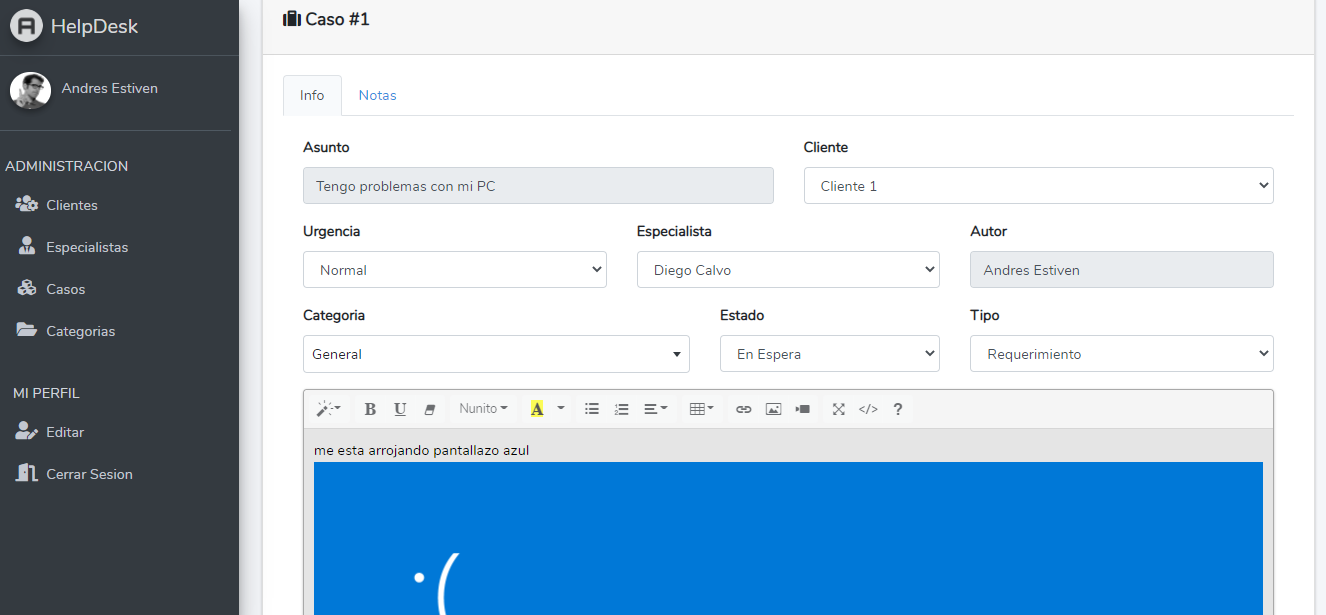 HelpDesk
Andres Estiven
ADMINISTRACION
Clientes
Especialistas
Casos
Categorias
MI PERFIL
Editar
Cerrar Sesion
Caso #1
Info Notas
Asunto Cliente
Tengo problemas con mi PC Cliente 1
Urgencia Especialista Autor
Normal Diego Calvo Andres Estiven
Categoria Estado Tipo
General En Espera Requerimiento
B U Nunito A </> ?
me esta arrojando pantallazo azul
:(